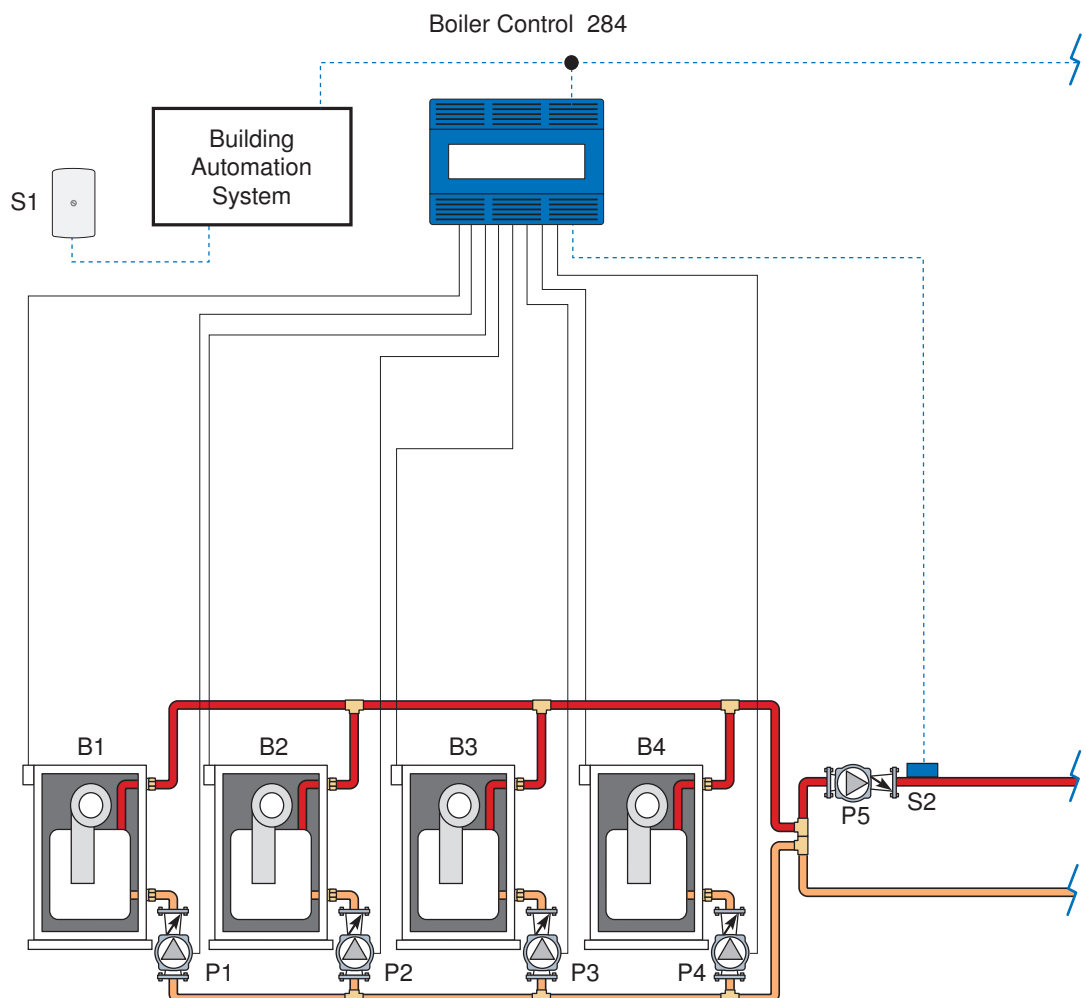 Boiler Control 284
Building
Automation
System
S1
B1
B2
B3
B4
P5
S2
P1
P2
P3
P4